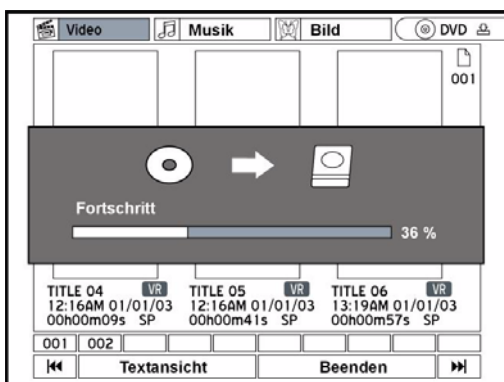 Video Musik Bild DVD
001
Fortschritt
36 %
TITLE 04 VR TITLE 05 VR TITLE 06 VR
12:16AM 01/01/03 12:16AM 01/01/03 13:19AM 01/01/03
00h00m09s SP 00h00m41s SP 00h00m57s SP
001 002
Textansicht Beenden